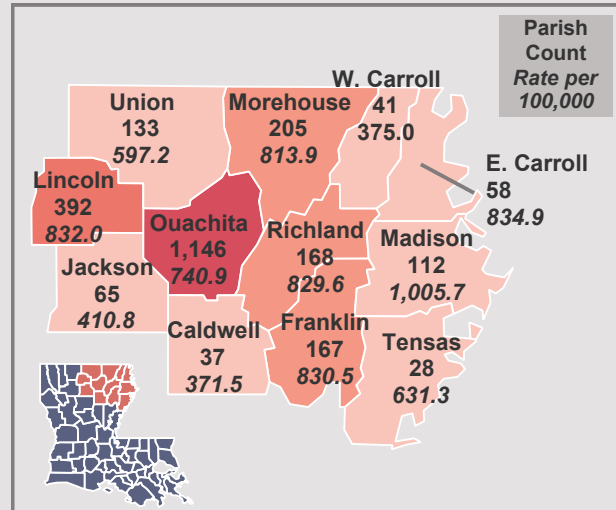 Parish
Count
Rate per
100,000
W. Carroll
41
375.0
Union
133
597.2
Morehouse
205
813.9
E. Carroll
58
834.9
Lincoln
392
832.0
Ouachita
1,146
740.9
Richland
168
829.6
Madison
112
1,005.7
Jackson
65
410.8
Caldwell
37
371.5
Franklin
167
830.5
Tensas
28
631.3